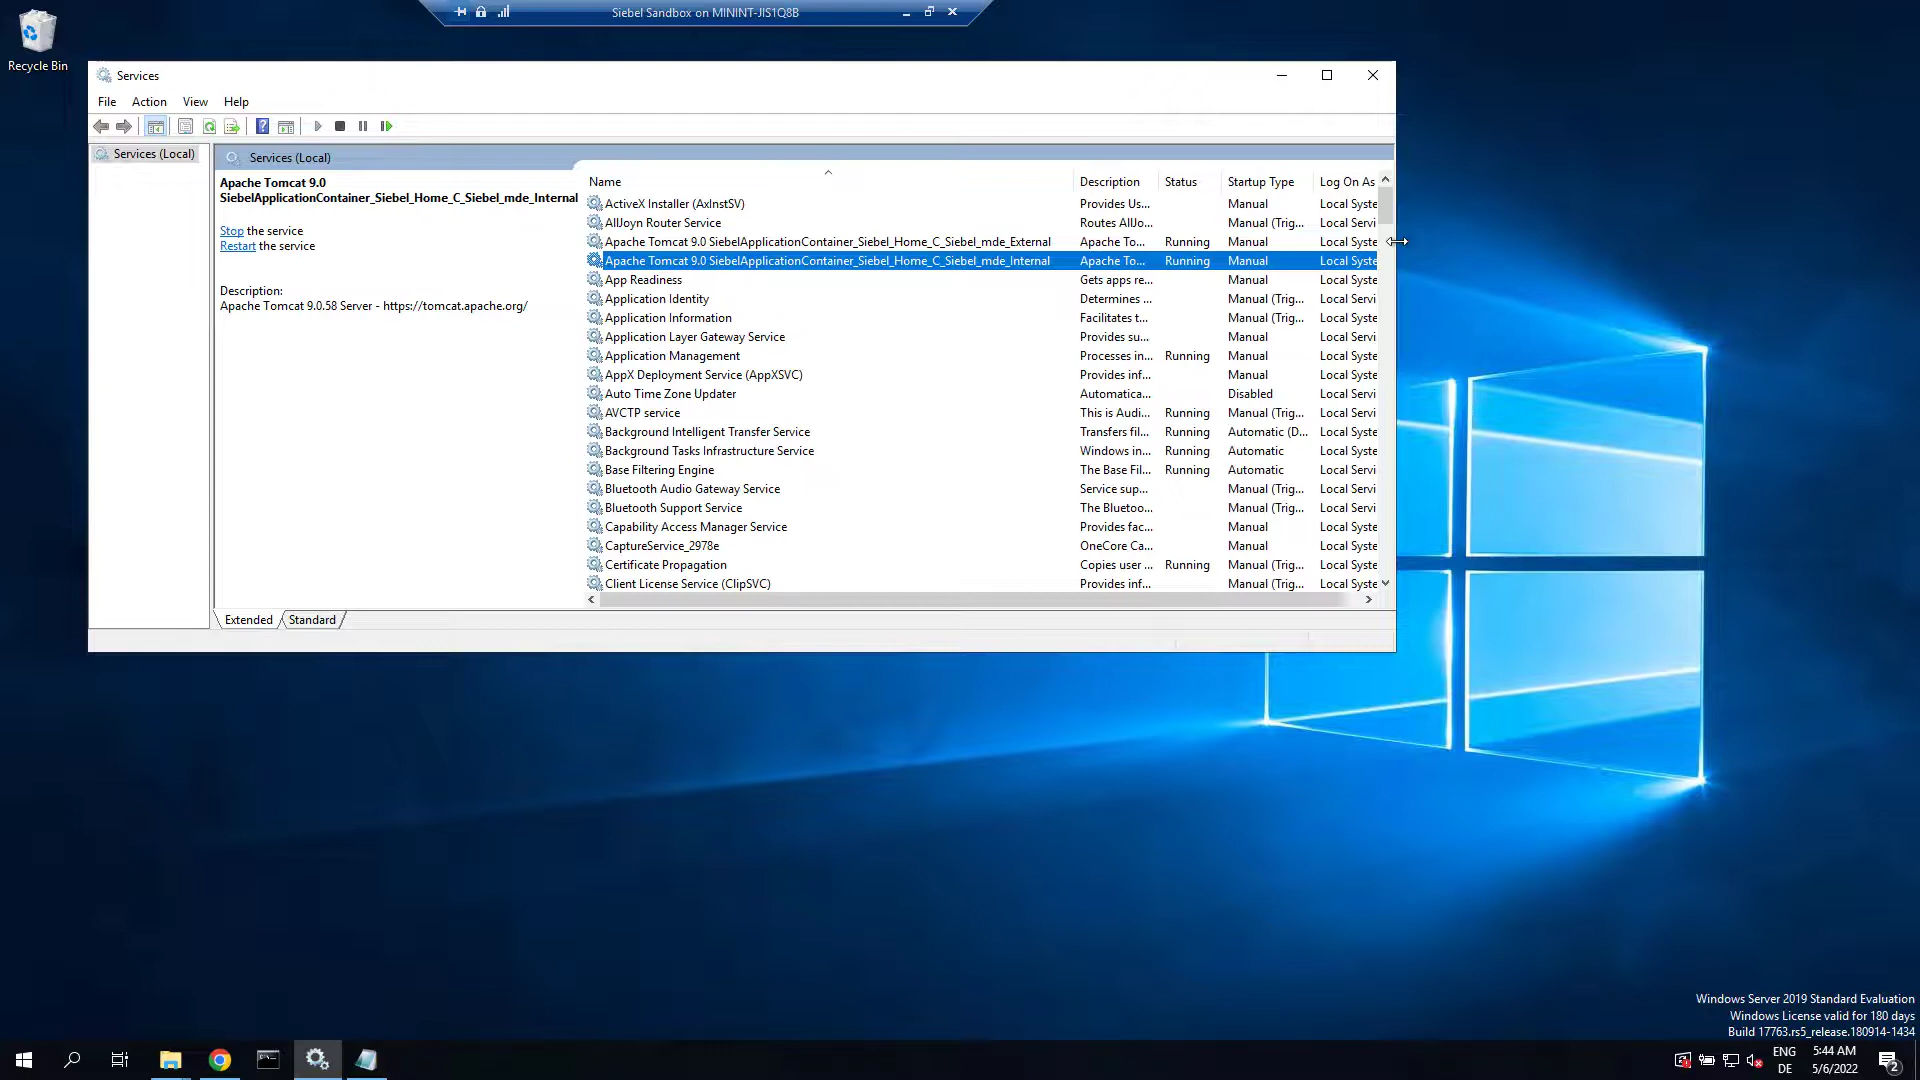 Siebel Sandbox on MININT-JIS1Q8B
Recycle Bin
Services
File Action View Help
Services (Local)
Services (Local)
Apache Tomcat 9.0
SiebelApplicationContainer_Siebel_Home_C_Siebel_mde_Internal
Stop the service
Restart the service
Description:
Apache Tomcat 9.0.58 Server - https://tomcat.apache.org/
Name Description Status Startup Type Log On As
ActiveX Installer (AxInstSV) Provides Us... Manual Local Syste
AllJoyn Router Service Routes AllJo... Manual (Trig... Local Servi
Apache Tomcat 9.0 SiebelApplicationContainer_Siebel_Home_C_Siebel_mde_External Apache To... Running Manual Local Syste
Apache Tomcat 9.0 SiebelApplicationContainer_Siebel_Home_C_Siebel_mde_Internal Apache To... Running Manual Local Syste
App Readiness Gets apps re... Manual Local Syste
Application Identity Determines ... Manual (Trig... Local Servi
Application Information Facilitates t... Manual (Trig... Local Syste
Application Layer Gateway Service Provides su... Manual Local Servi
Application Management Processes in... Running Manual Local Syste
AppX Deployment Service (AppXSVC) Provides inf... Manual Local Syste
Auto Time Zone Updater Automatica... Disabled Local Servi
AVCTP service This is Audi... Running Manual (Trig... Local Servi
Background Intelligent Transfer Service Transfers fil... Running Automatic (D... Local Syste
Background Tasks Infrastructure Service Windows in... Running Automatic Local Syste
Base Filtering Engine The Base Fil... Running Automatic Local Servi
Bluetooth Audio Gateway Service Service sup... Manual (Trig... Local Servi
Bluetooth Support Service The Bluetoo... Manual (Trig... Local Servi
Capability Access Manager Service Provides fac... Manual Local Syste
CaptureService_2978e OneCore Ca... Manual Local Syste
Certificate Propagation Copies user ... Running Manual (Trig... Local Syste
Client License Service (ClipSVC) Provides inf... Manual (Trig... Local Syste
Extended Standard
Windows Server 2019 Standard Evaluation
Windows License valid for 180 days
Build 17763.rs5_release.180914-1434
ENG 5:44 AM
DE 5/6/2022
2